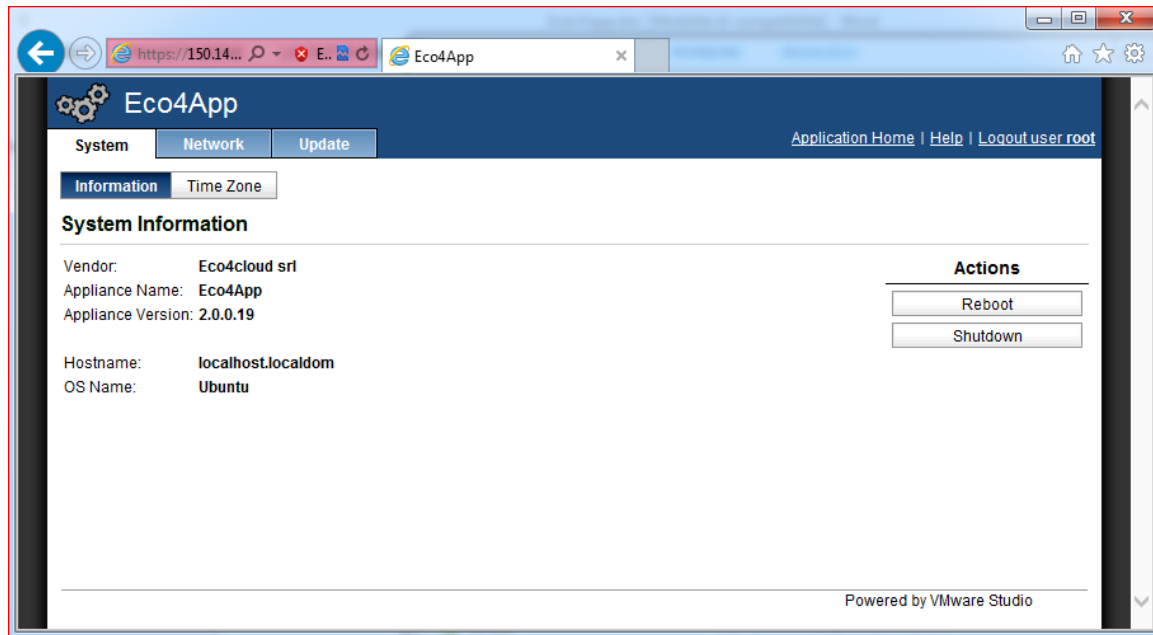 https://150.14... E.. Eco4App
Eco4App
System Network Update Application Home | Help | Logout user root
Information Time Zone
System Information
Vendor: Eco4cloud srl
Actions
Appliance Name: Eco4App
Reboot
Appliance Version: 2.0.0.19
Shutdown
Hostname: localhost.localdom
OS Name: Ubuntu
Powered by VMware Studio